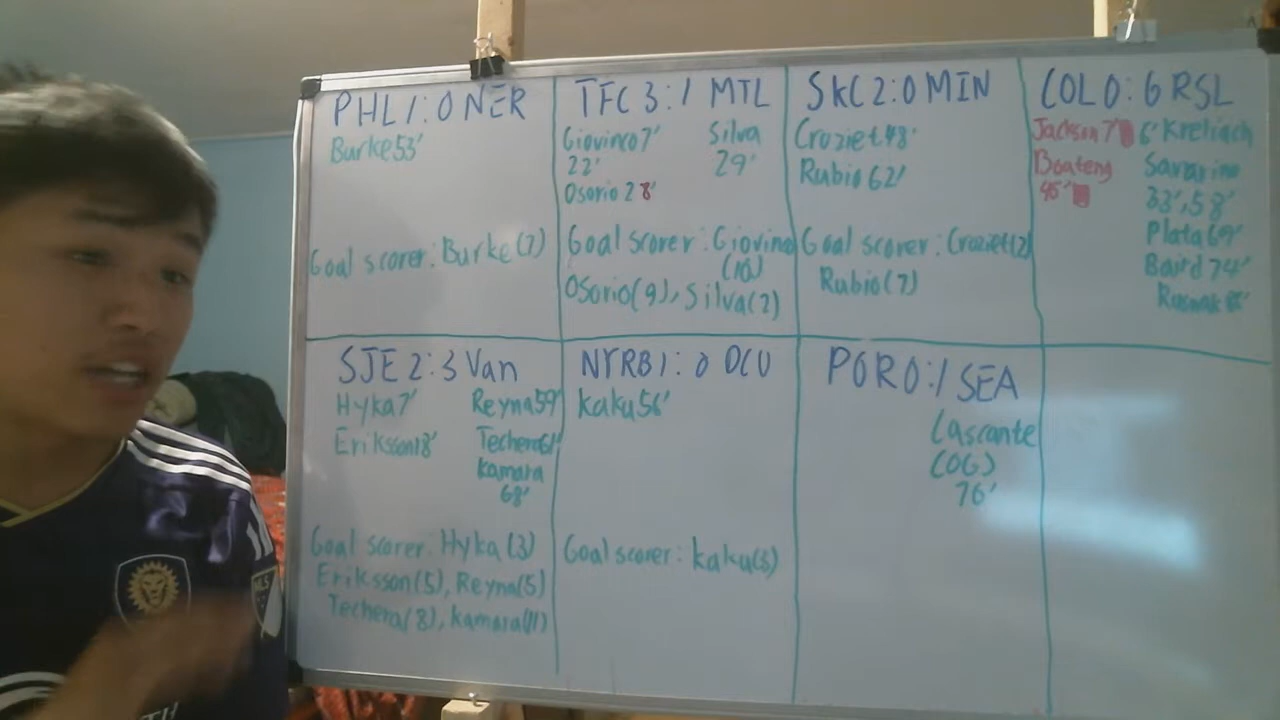 PHL 1:0 NER
Burke 53'
Goal scorer: Burke (7)
TFC 3:1 MTL
Giovinco 7' Silva
22' 29'
Osorio 28'
Goal scorer: Giovinco
(10)
Osorio(9), Silva(2)
SKC 2:0 MIN
Croziet 48'
Rubio 62'
Goal scorer: Croziet(2)
Rubio(7)
COL 0:6 RSL
Jackson 7' 6' Kreliach
Boateng Savarino
45' 33', 58'
Plata 69'
Baird 74'
SJE 2:3 Van
Hyka 7' Reyna 59'
Eriksson 18' Techera 61'
Kamara
68'
Goal scorer: Hyka (3)
Eriksson(5), Reyna(5)
Techera(8), Kamara(11)
NYRB 1:0 DCU
Kaku 56'
Goal scorer: Kaku(5)
POR 0:1 SEA
Cascante
(OG)
76'